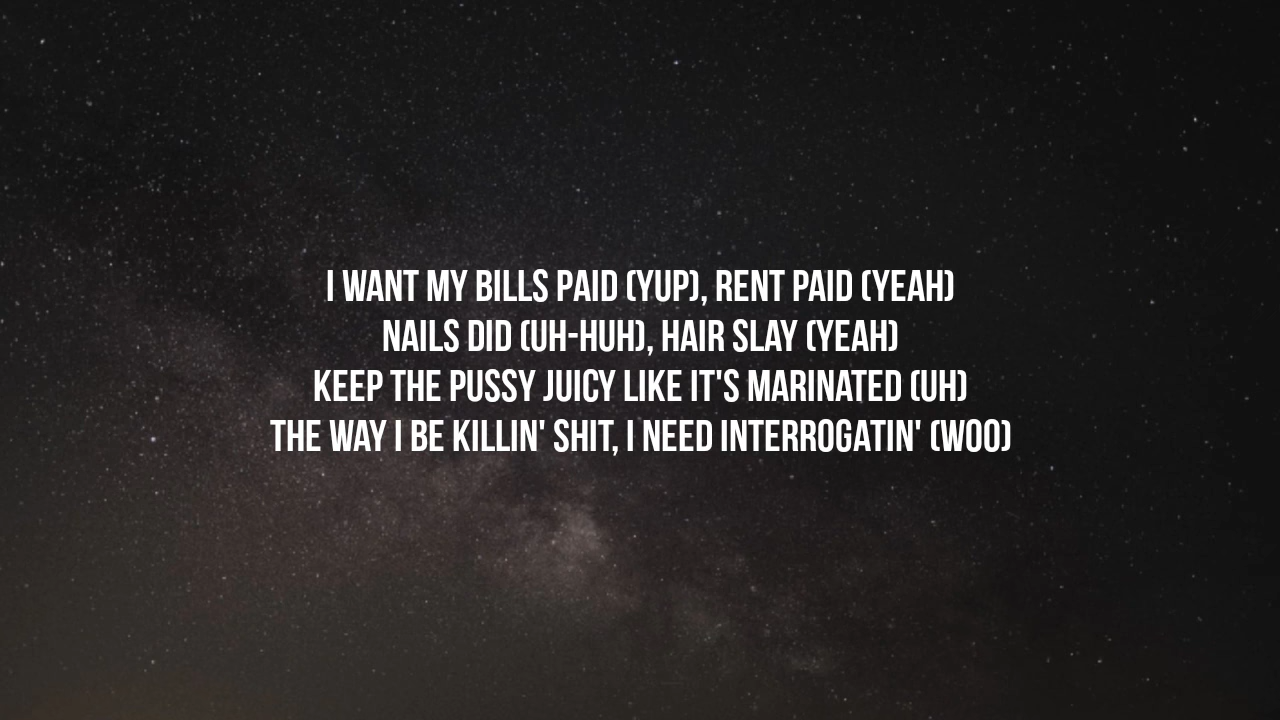 I WANT MY BILLS PAID (YUP), RENT PAID (YEAH)
NAILS DID (UH-HUH), HAIR SLAY (YEAH)
KEEP THE PUSSY JUICY LIKE IT'S MARINATED (UH)
THE WAY I BE KILLIN' SHIT, I NEED INTERROGATIN' (WOO)